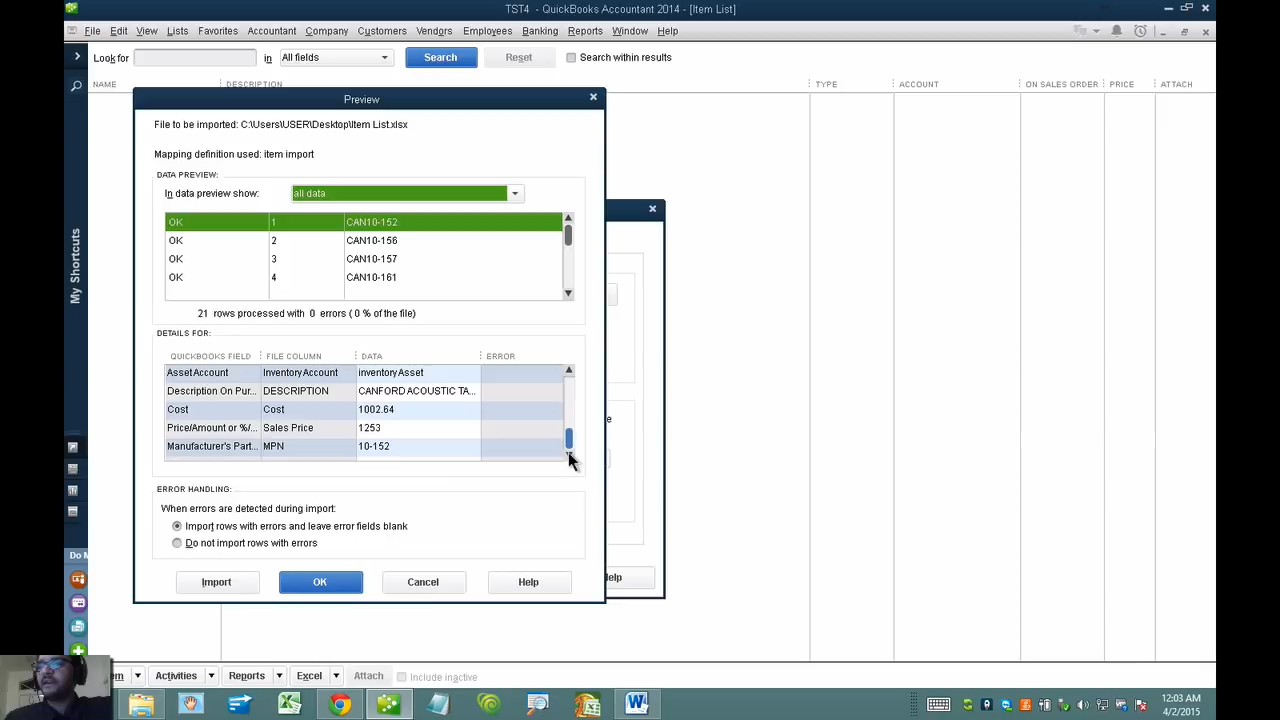 TST4 - QuickBooks Accountant 2014 - [Item List]
File Edit View Lists Favorites Accountant Company Customers Vendors Employees Banking Reports Window Help
Look for in All fields Search Reset Search within results
NAME DESCRIPTION TYPE ACCOUNT ON SALES ORDER PRICE ATTACH
Preview
File to be imported: C:\Users\USER\Desktop\Item List.xlsx
Mapping definition used: item import
DATA PREVIEW:
In data preview show: all data
OK 1 CAN10-152
OK 2 CAN10-156
OK 3 CAN10-157
OK 4 CAN10-161
21 rows processed with 0 errors ( 0 % of the file)
DETAILS FOR:
QUICKBOOKS FIELD FILE COLUMN DATA ERROR
Asset Account Inventory Account inventory Asset
Description On Pur... DESCRIPTION CANFORD ACOUSTIC TA...
Cost Cost 1002.64
Price/Amount or %/... Sales Price 1253
Manufacturer's Part... MPN 10-152
ERROR HANDLING:
When errors are detected during import:
Import rows with errors and leave error fields blank
Do not import rows with errors
Import OK Cancel Help
e
elp
My Shortcuts
Do M
em Activities Reports Excel Attach Include inactive
12:03 AM
4/2/2015